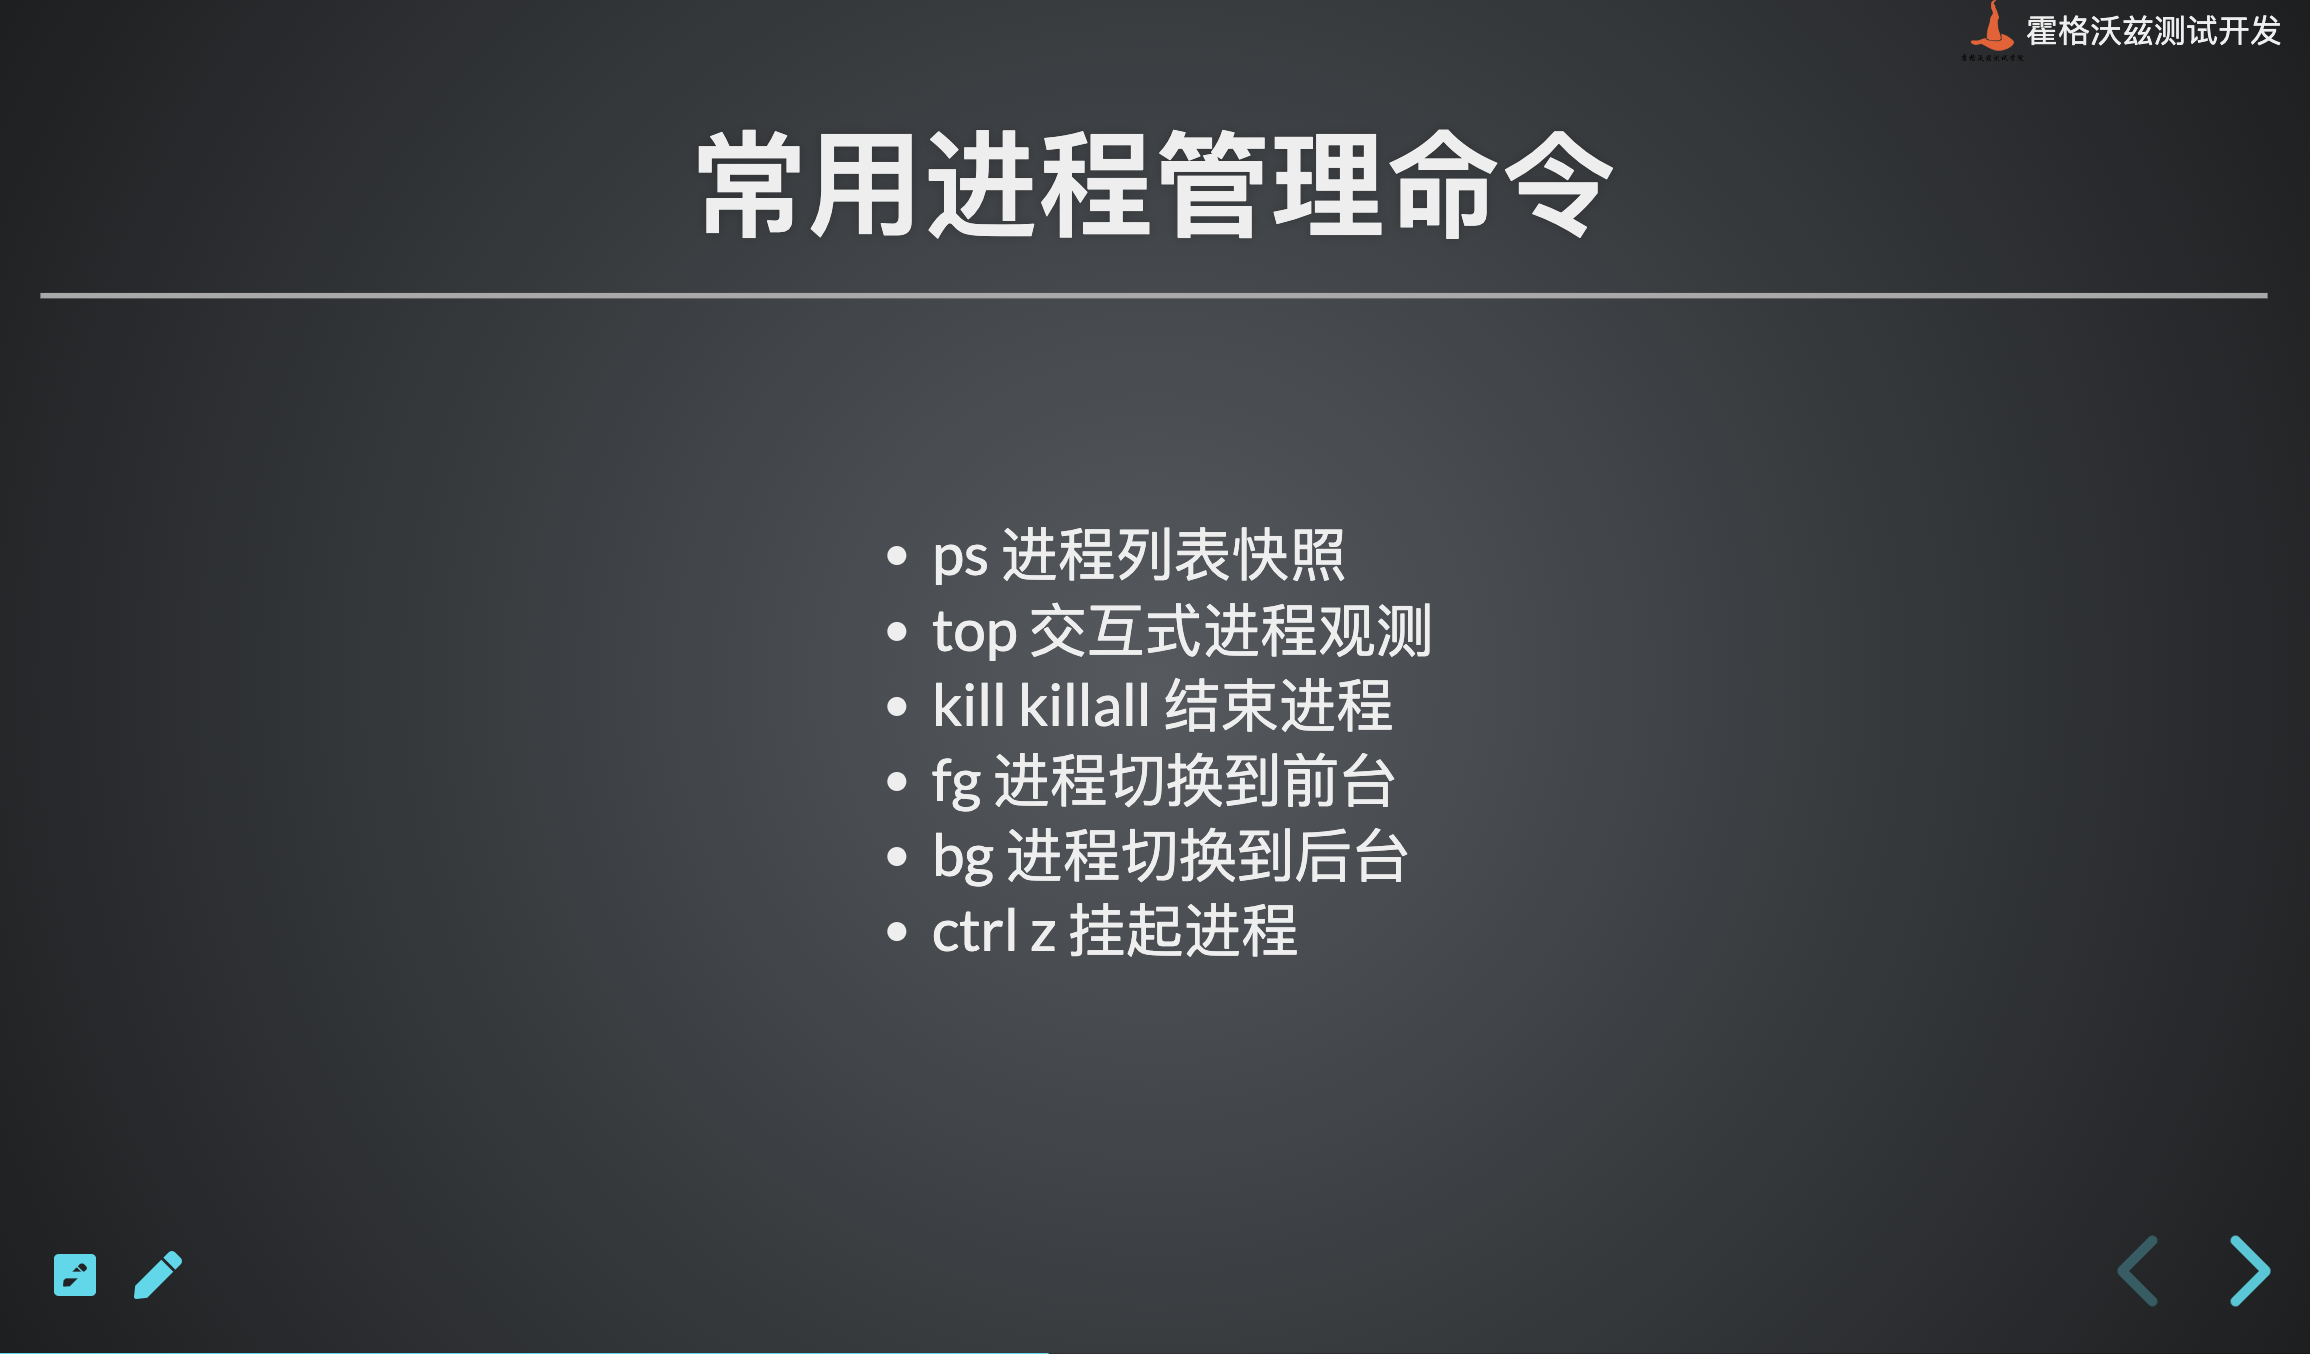 霍格沃兹测试开发
常用进程管理命令
ps 进程列表快照
top 交互式进程观测
kill killall 结束进程
fg 进程切换到前台
bg 进程切换到后台
ctrl z 挂起进程